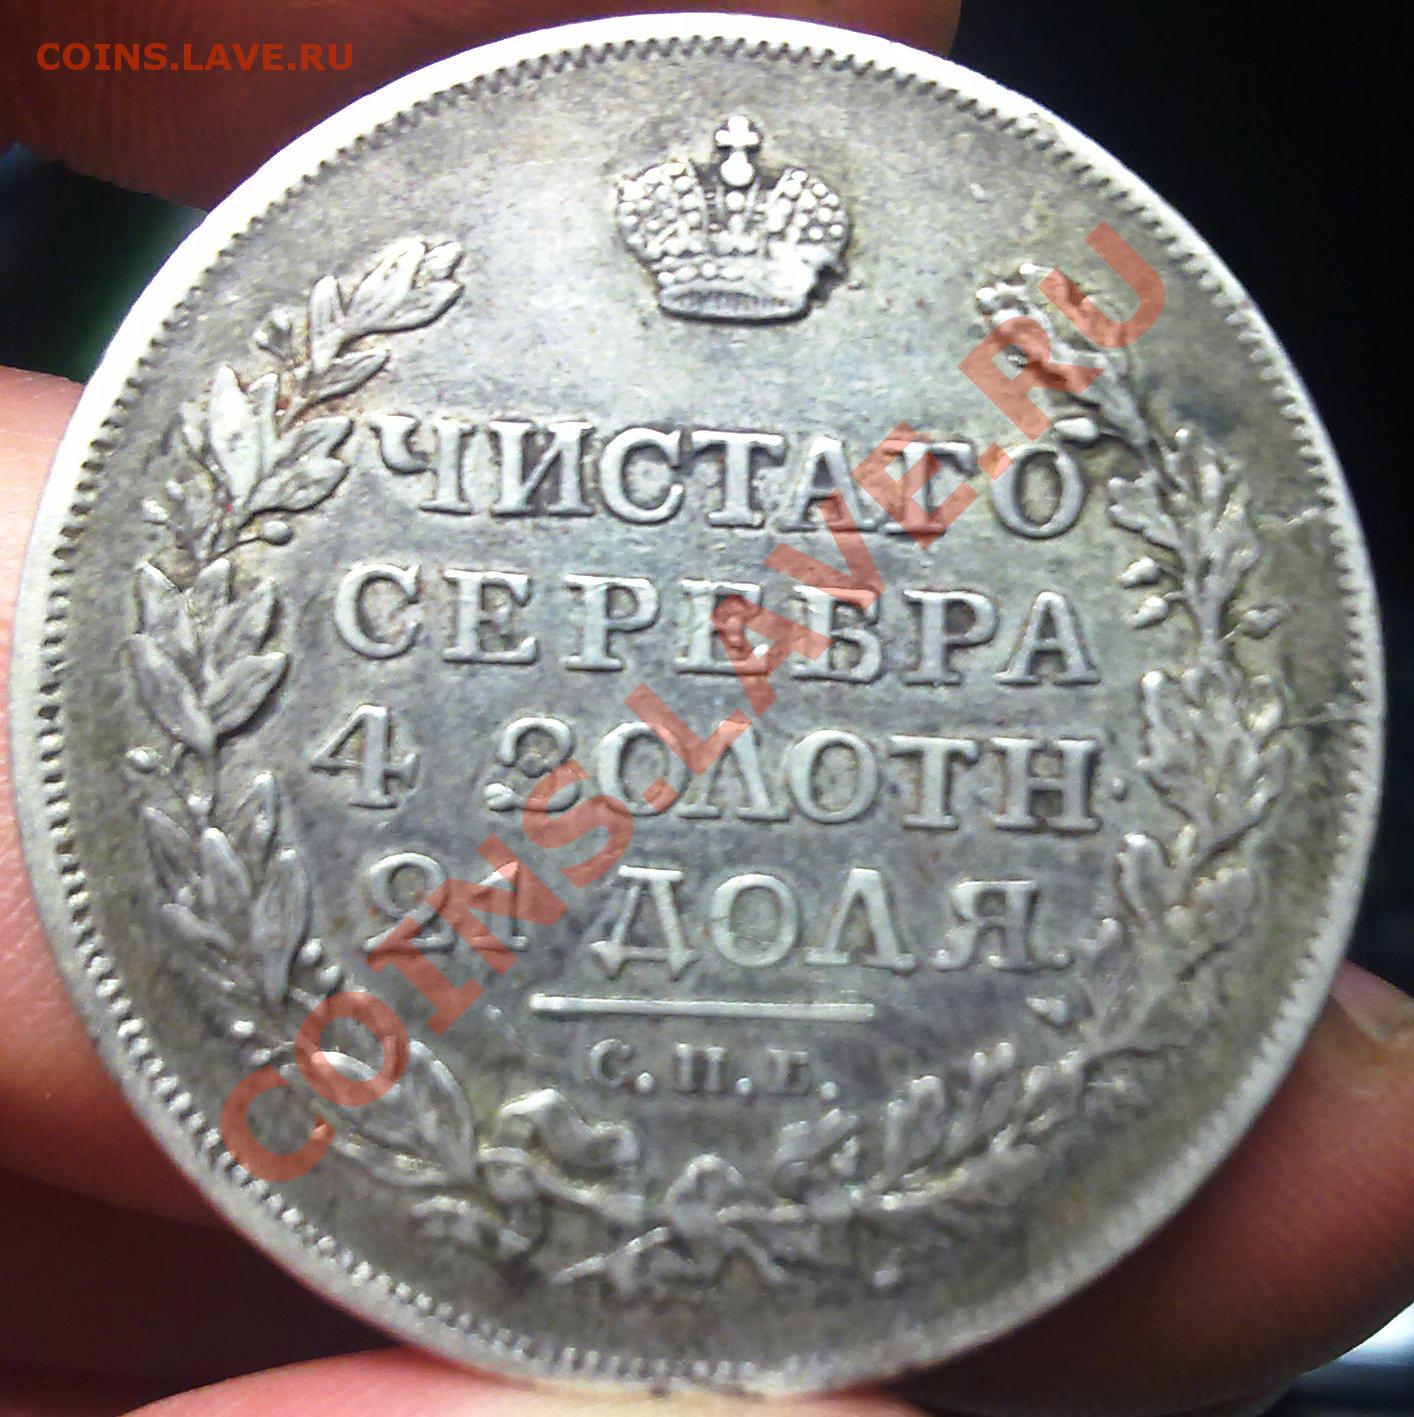 COINS.LAVE.RU
ЧИСТАГО
СЕРЕБРА
4 ЗОЛОТН.
21 ДОЛЯ.
С.П.Б.
COINS.LAVE.RU